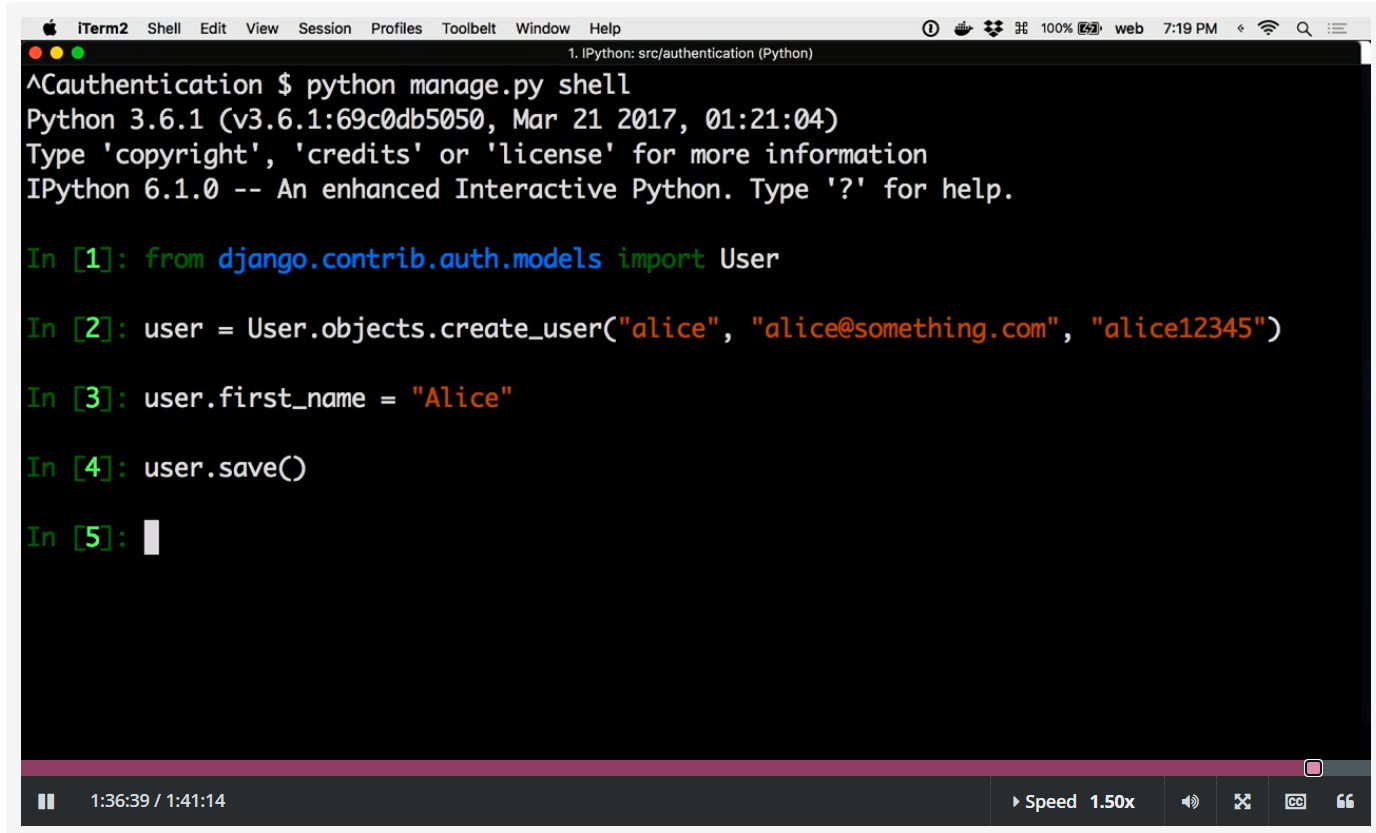 iTerm2 Shell Edit View Session Profiles Toolbelt Window Help 100% web 7:19 PM
1. IPython: src/authentication (Python)
^Cauthentication $ python manage.py shell
Python 3.6.1 (v3.6.1:69c0db5050, Mar 21 2017, 01:21:04)
Type 'copyright', 'credits' or 'license' for more information
IPython 6.1.0 -- An enhanced Interactive Python. Type '?' for help.
In [1]: from django.contrib.auth.models import User
In [2]: user = User.objects.create_user("alice", "alice@something.com", "alice12345")
In [3]: user.first_name = "Alice"
In [4]: user.save()
In [5]:
1:36:39 / 1:41:14 Speed 1.50x CC